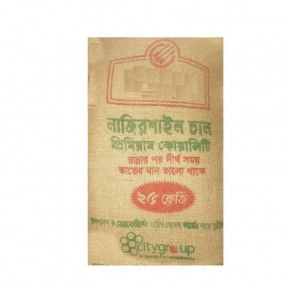 নাজিরশাইল চাল
প্রিমিয়াম কোয়ালিটি
রান্নার পর দীর্ঘ সময়
ভাতের মান ভালো থাকে
২৫ কেজি
citygroup